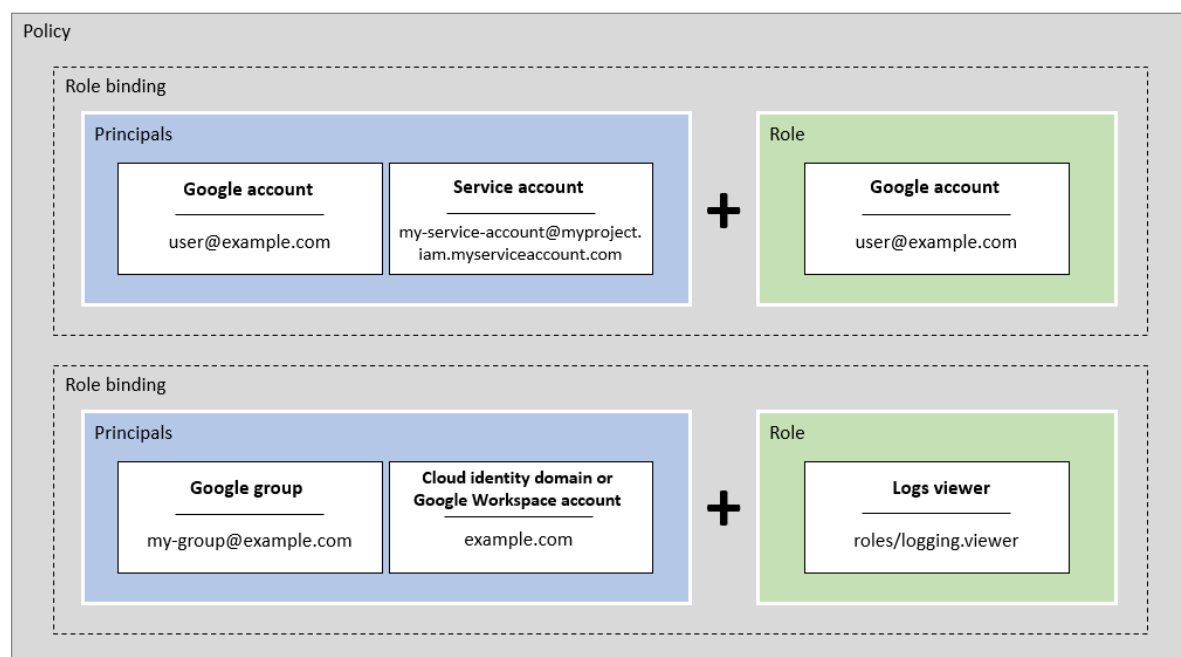 Policy
Role binding
Principals
Google account
user@example.com
Service account
my-service-account@myproject.
iam.myserviceaccount.com
Role
Google account
user@example.com
Role binding
Principals
Google group
my-group@example.com
Cloud identity domain or
Google Workspace account
example.com
Role
Logs viewer
roles/logging.viewer